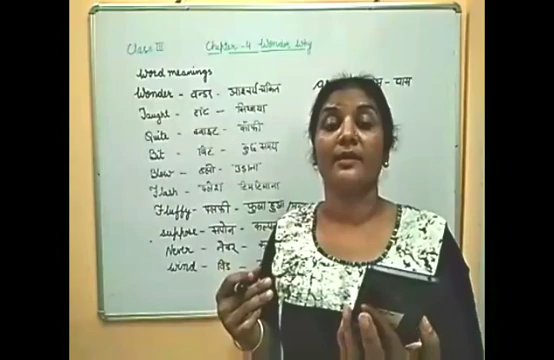 Class III Chapter-4 Wonder Why
Word meanings
Wonder - वन्डर - आश्चर्यचकित
Taught - टॉट - सिखाया
Quite - क्वाइट - काफी
Bit - बिट - कुछ समय
Blow - ब्लो - उड़ाना
Flash - फ्लैश - टिमटिमाना
Fluffy - फ्लफी - फुला हुआ
Suppose - सपोज -
Never - नेवर -
Wind - विंड -